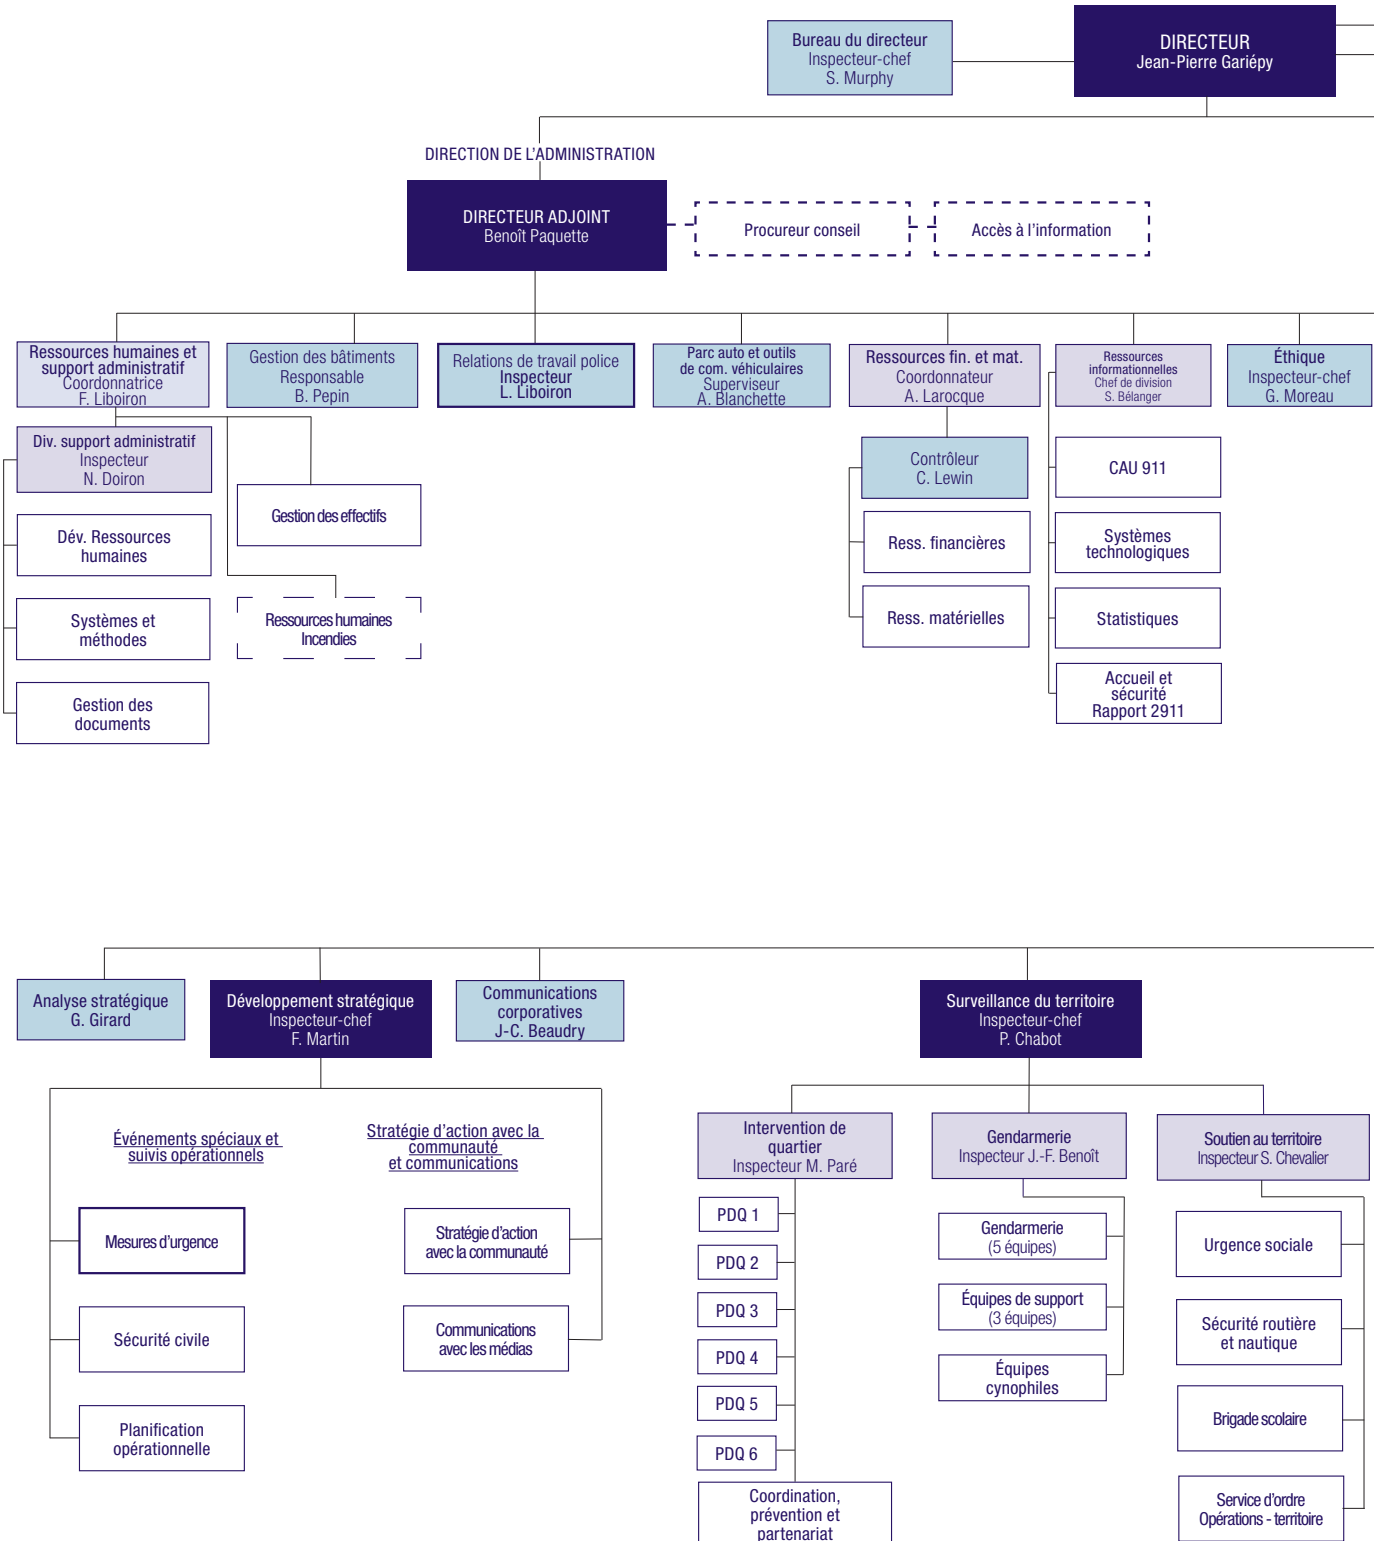 Bureau du directeur
Inspecteur-chef
S. Murphy
DIRECTEUR
Jean-Pierre Gariépy
DIRECTION DE L'ADMINISTRATION
DIRECTEUR ADJOINT
Benoît Paquette
Procureur conseil
Accès à l'information
Ressources humaines et
support administratif
Coordonnatrice
F. Liboiron
Gestion des bâtiments
Responsable
B. Pepin
Relations de travail police
Inspecteur
L. Liboiron
Parc auto et outils
de com. véhiculaires
Superviseur
A. Blanchette
Ressources fin. et mat.
Coordonnateur
A. Larocque
Ressources
informationnelles
Chef de division
S. Bélanger
Éthique
Inspecteur-chef
G. Moreau
Div. support administratif
Inspecteur
N. Doiron
Dév. Ressources
humaines
Systèmes et
méthodes
Gestion des
documents
Gestion des effectifs
Ressources humaines
Incendies
Contrôleur
C. Lewin
Ress. financières
Ress. matérielles
CAU 911
Systèmes
technologiques
Statistiques
Accueil et
sécurité
Rapport 2911
Analyse stratégique
G. Girard
Développement stratégique
Inspecteur-chef
F. Martin
Communications
corporatives
J-C. Beaudry
Surveillance du territoire
Inspecteur-chef
P. Chabot
Événements spéciaux et
suivis opérationnels
Mesures d'urgence
Sécurité civile
Planification
opérationnelle
Stratégie d'action avec la
communauté
et communications
Stratégie d'action
avec la communauté
Communications
avec les médias
Intervention de
quartier
Inspecteur M. Paré
PDQ 1
PDQ 2
PDQ 3
PDQ 4
PDQ 5
PDQ 6
Coordination,
prévention et
partenariat
Gendarmerie
Inspecteur J.-F. Benoît
Gendarmerie
(5 équipes)
Équipes de support
(3 équipes)
Équipes
cynophiles
Soutien au territoire
Inspecteur S. Chevalier
Urgence sociale
Sécurité routière
et nautique
Brigade scolaire
Service d'ordre
Opérations - territoire